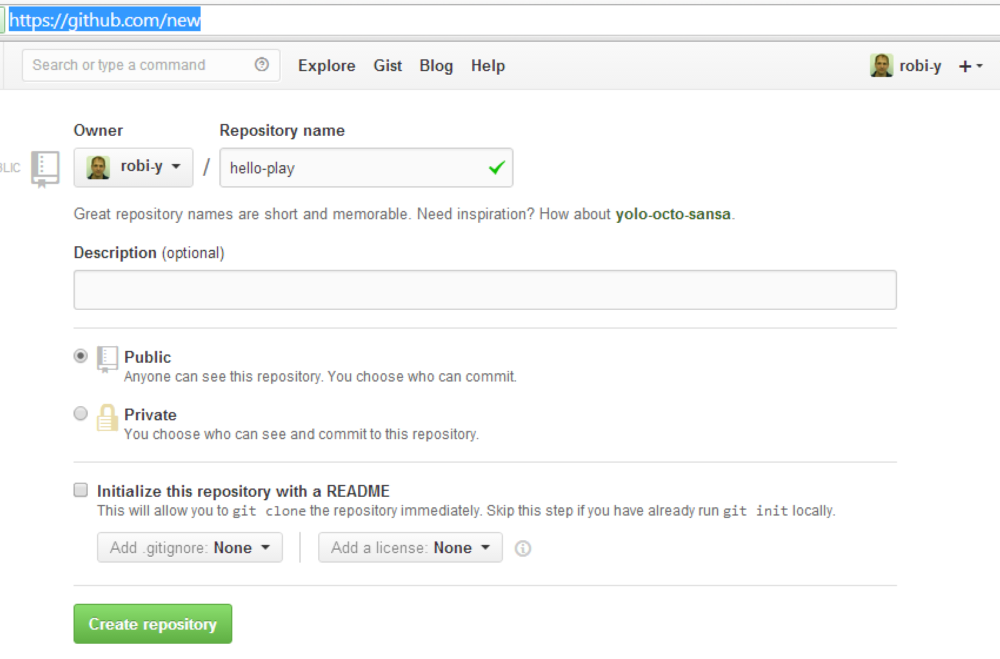 https://github.com/new
Search or type a command Explore Gist Blog Help robi-y
Owner Repository name
robi-y / hello-play
Great repository names are short and memorable. Need inspiration? How about yolo-octo-sansa.
Description (optional)
Public
Anyone can see this repository. You choose who can commit.
Private
You choose who can see and commit to this repository.
Initialize this repository with a README
This will allow you to git clone the repository immediately. Skip this step if you have already run git init locally.
Add .gitignore: None Add a license: None
Create repository